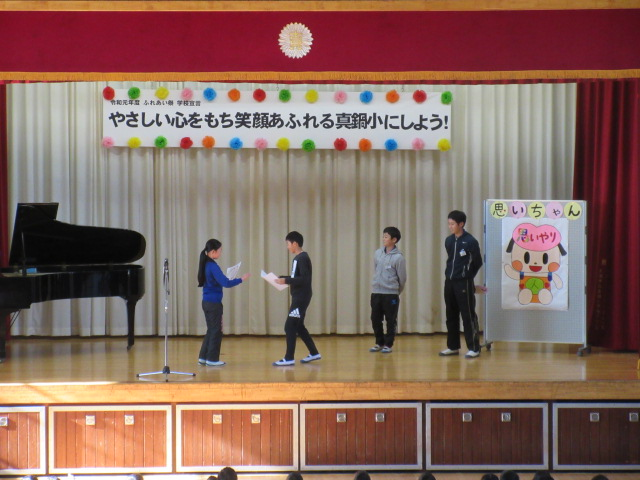 令和元年度 ふれあい祭 学校宣言
やさしい心をもち笑顔あふれる真鍋小にしよう!
思いちゃん
思いやり